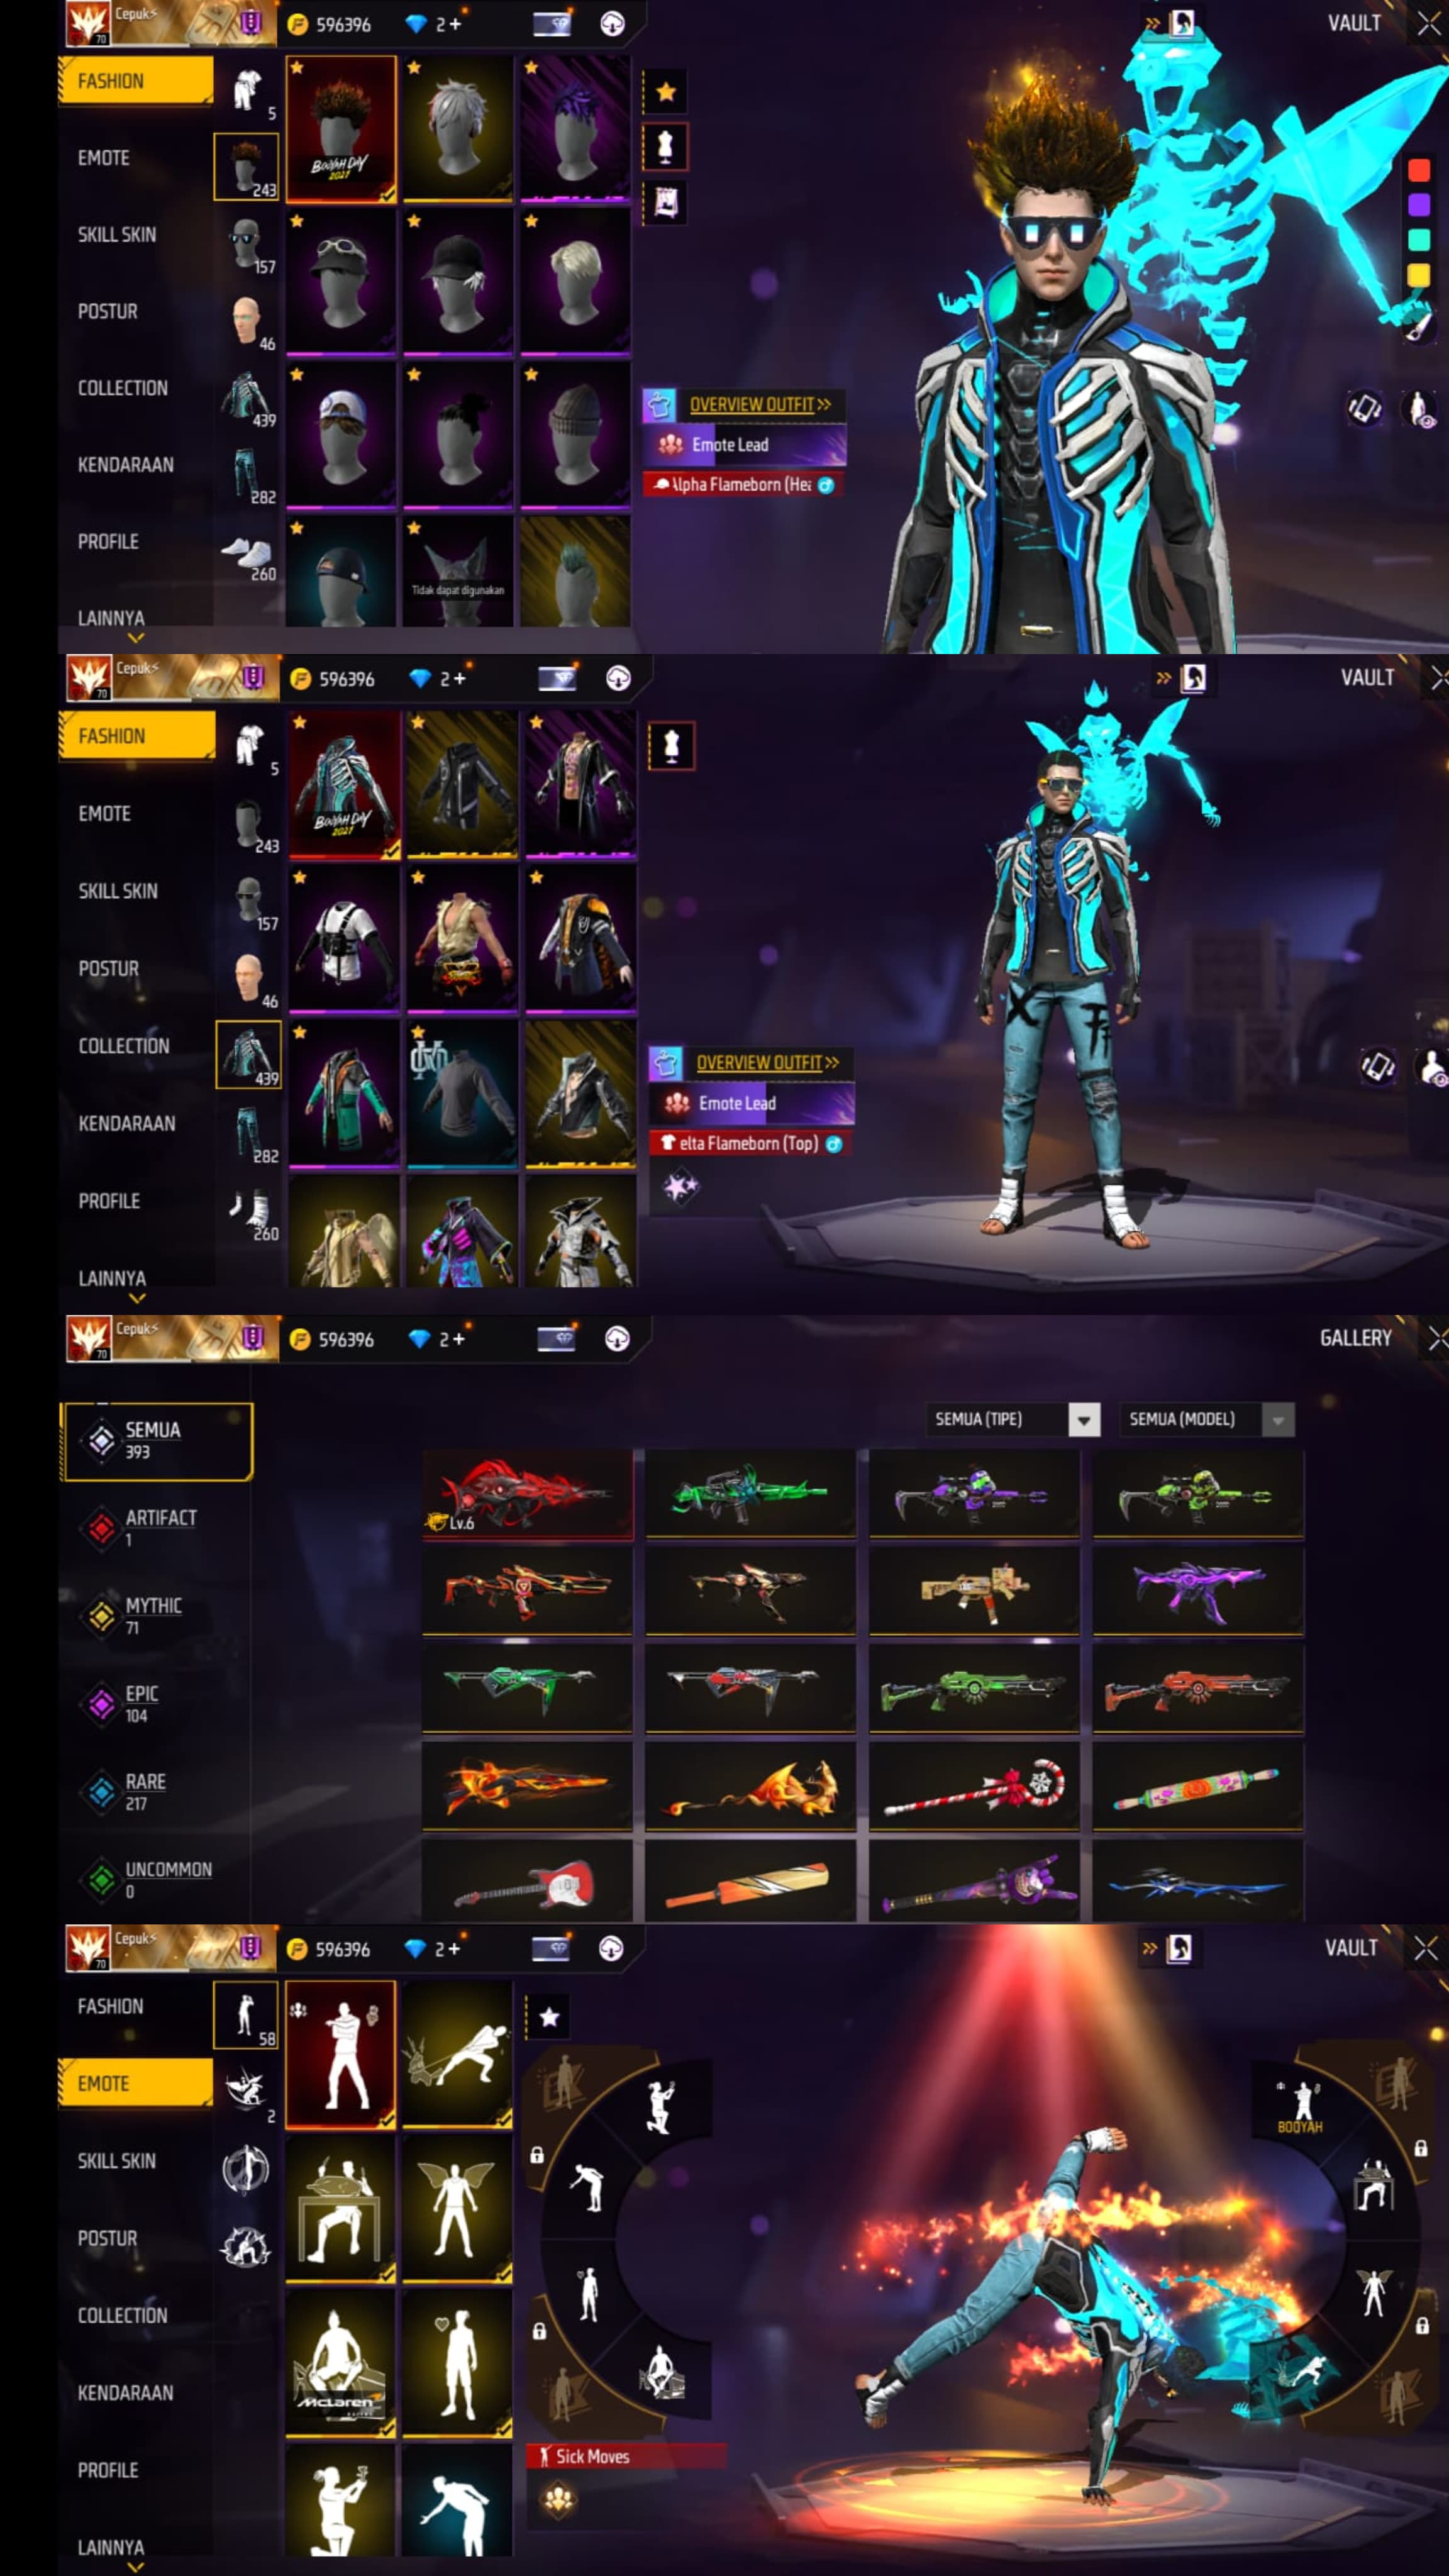 Cepuk⚡
70
596396
2+
VAULT
FASHION
5
EMOTE
243
SKILL SKIN
157
POSTUR
46
COLLECTION
439
KENDARAAN
282
PROFILE
260
LAINNYA
BOOYAH DAY
2021
Tidak dapat digunakan
OVERVIEW OUTFIT >>
Emote Lead
Alpha Flameborn (Hea
Cepuk⚡
70
596396
2+
VAULT
FASHION
5
EMOTE
243
SKILL SKIN
157
POSTUR
46
COLLECTION
439
KENDARAAN
282
PROFILE
260
LAINNYA
BOOYAH DAY
2021
OVERVIEW OUTFIT >>
Emote Lead
elta Flameborn (Top)
Cepuk⚡
70
596396
2+
GALLERY
SEMUA
393
SEMUA (TIPE)
SEMUA (MODEL)
ARTIFACT
1
MYTHIC
71
EPIC
104
RARE
217
UNCOMMON
0
Lv.6
Cepuk⚡
70
596396
2+
VAULT
FASHION
58
EMOTE
2
SKILL SKIN
POSTUR
COLLECTION
KENDARAAN
PROFILE
LAINNYA
McLaren
BOOYAH
Sick Moves